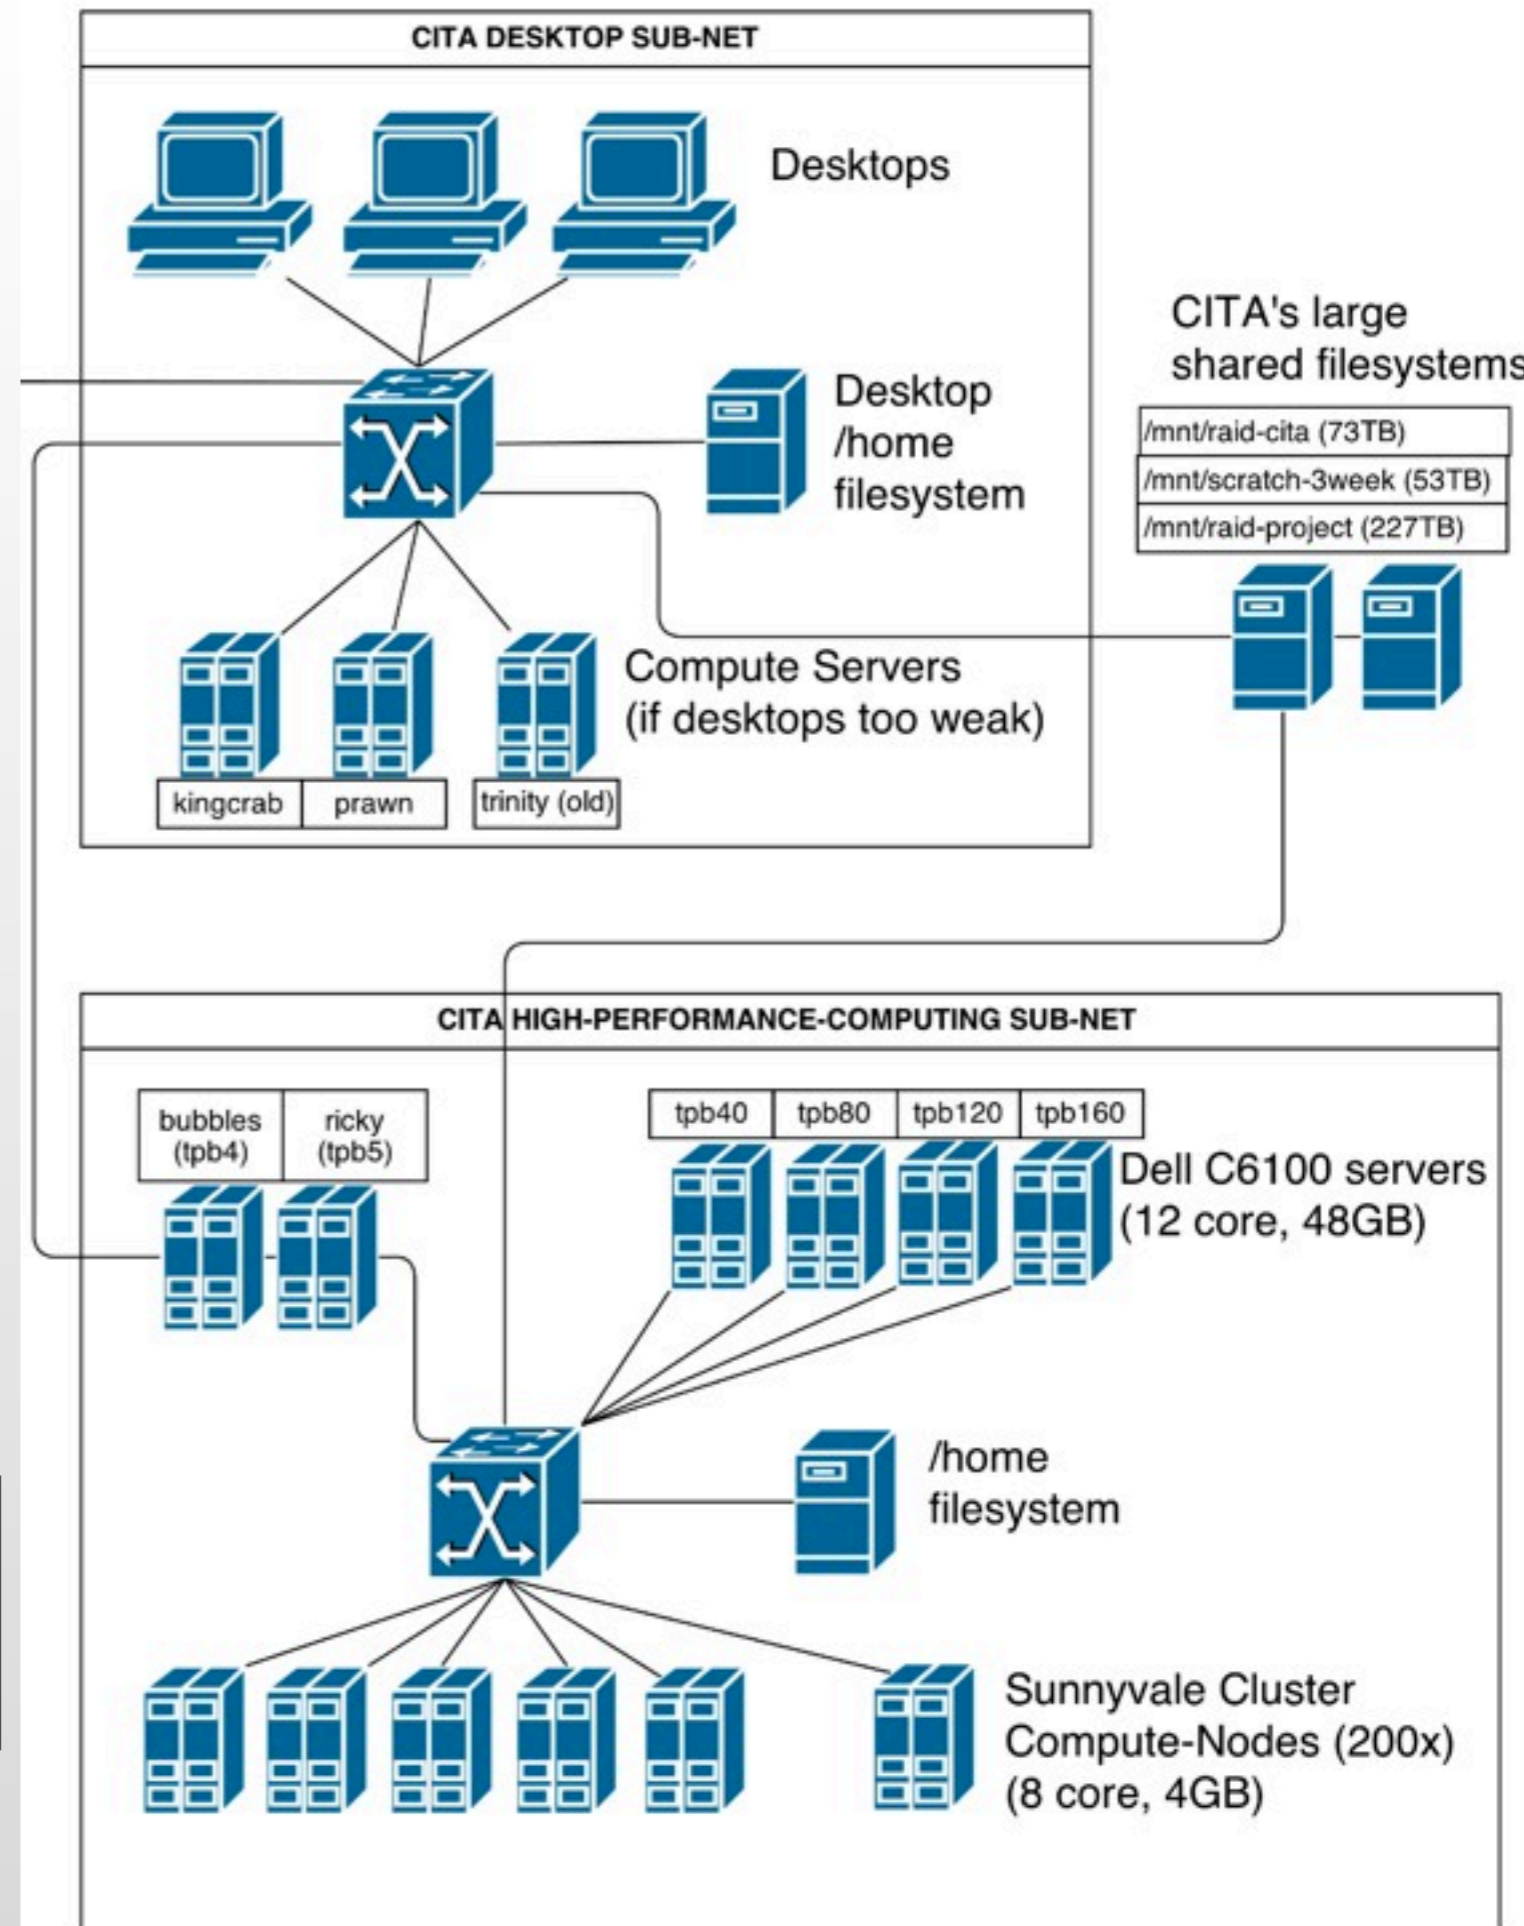 CITA DESKTOP SUB-NET
Desktops
CITA's large
shared filesystems
/mnt/raid-cita (73TB)
/mnt/scratch-3week (53TB)
/mnt/raid-project (227TB)
Desktop
/home
filesystem
Compute Servers
(if desktops too weak)
kingcrab
prawn
trinity (old)
CITA HIGH-PERFORMANCE-COMPUTING SUB-NET
bubbles
(tpb4)
ricky
(tpb5)
tpb40
tpb80
tpb120
tpb160
Dell C6100 servers
(12 core, 48GB)
/home
filesystem
Sunnyvale Cluster
Compute-Nodes (200x)
(8 core, 4GB)